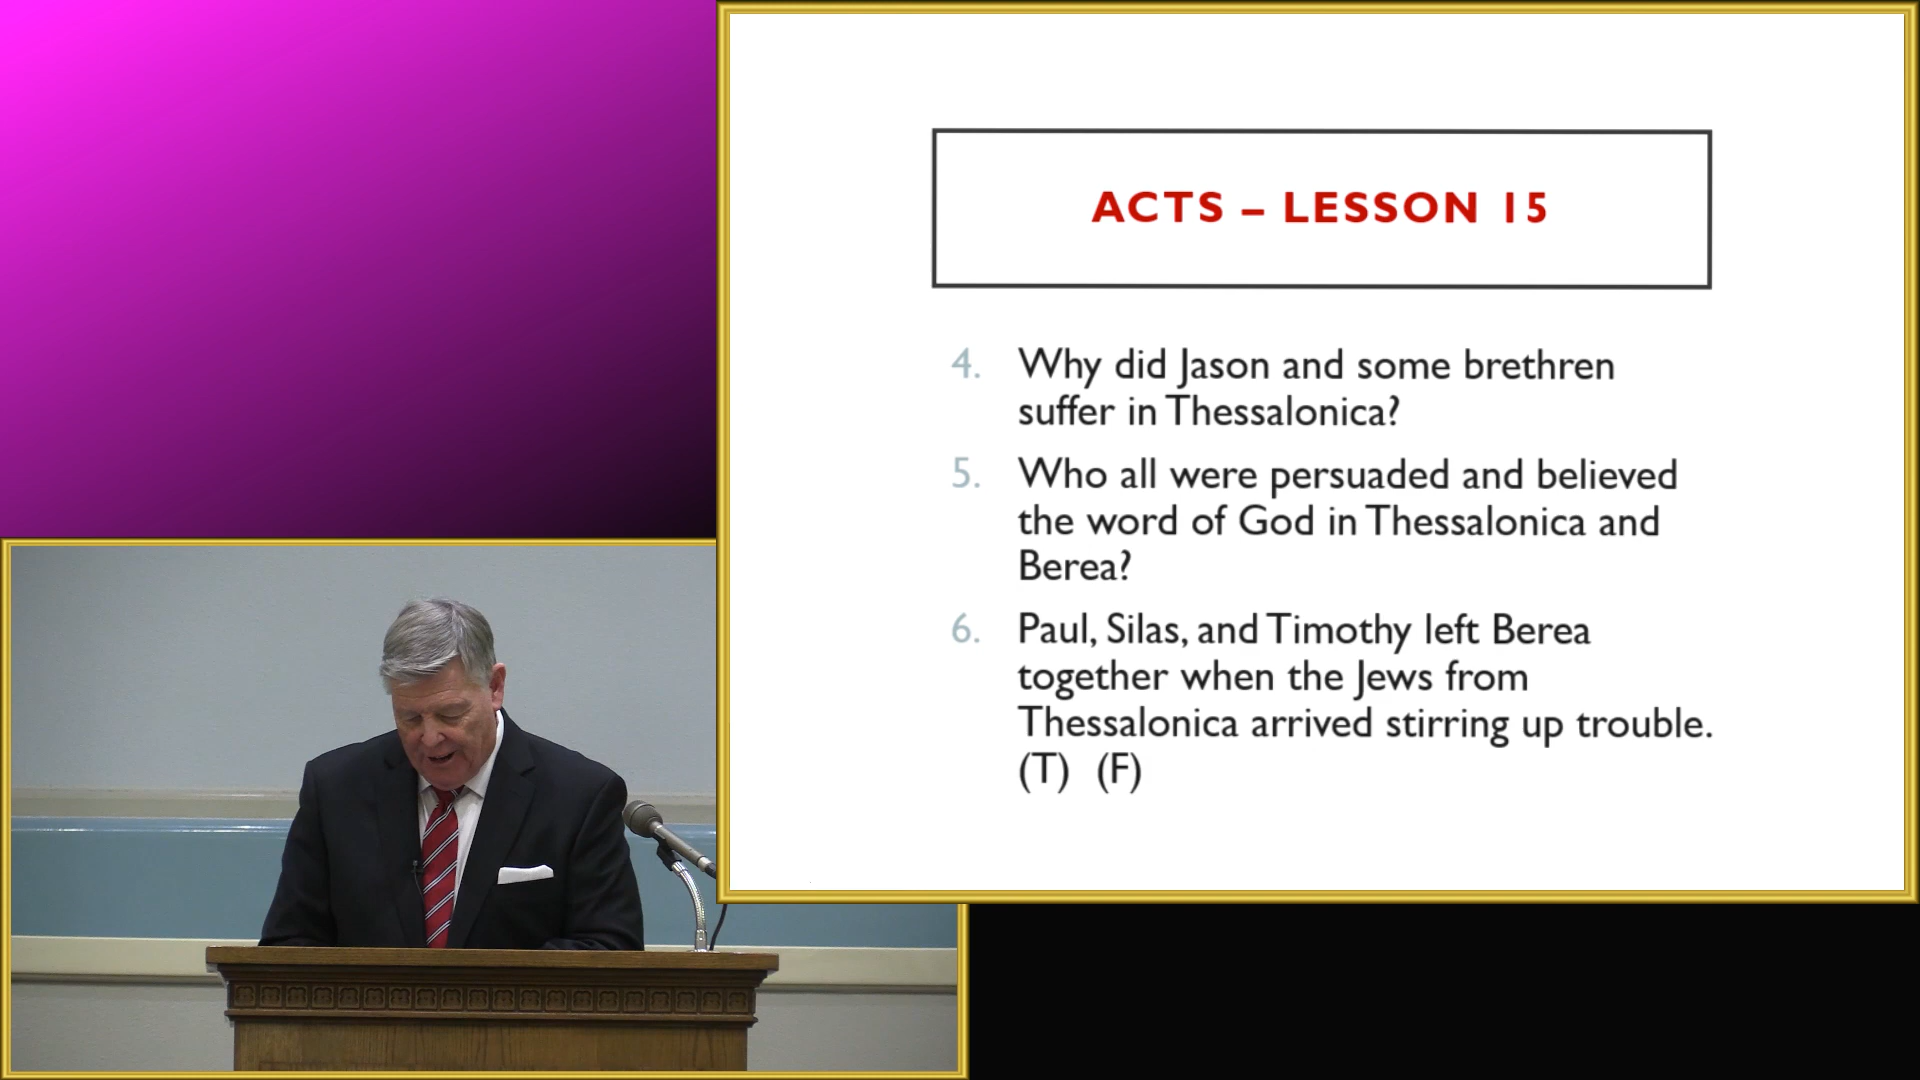 ACTS – LESSON 15
4. Why did Jason and some brethren
suffer in Thessalonica?
5. Who all were persuaded and believed
the word of God in Thessalonica and
Berea?
6. Paul, Silas, and Timothy left Berea
together when the Jews from
Thessalonica arrived stirring up trouble.
(T) (F)